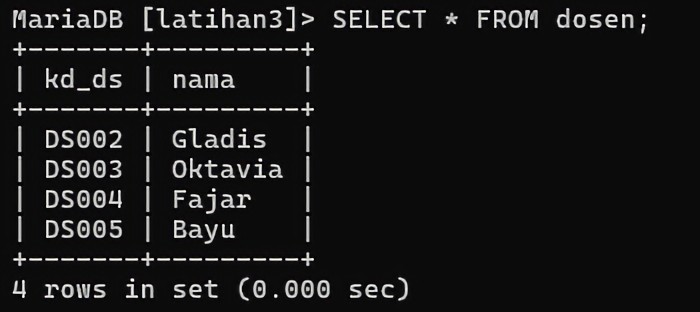 MariaDB [latihan3]> SELECT * FROM dosen;
+-------+---------+
| kd_ds | nama    |
+-------+---------+
| DS002 | Gladis  |
| DS003 | Oktavia |
| DS004 | Fajar   |
| DS005 | Bayu    |
+-------+---------+
4 rows in set (0.000 sec)